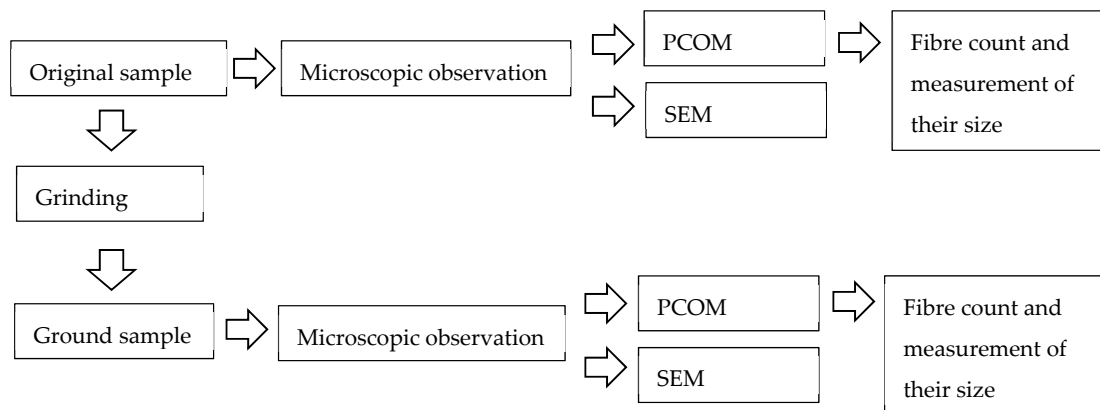 Original sample
Microscopic observation
PCOM
SEM
Fibre count and
measurement of
their size
Grinding
Ground sample
Microscopic observation
PCOM
SEM
Fibre count and
measurement of
their size